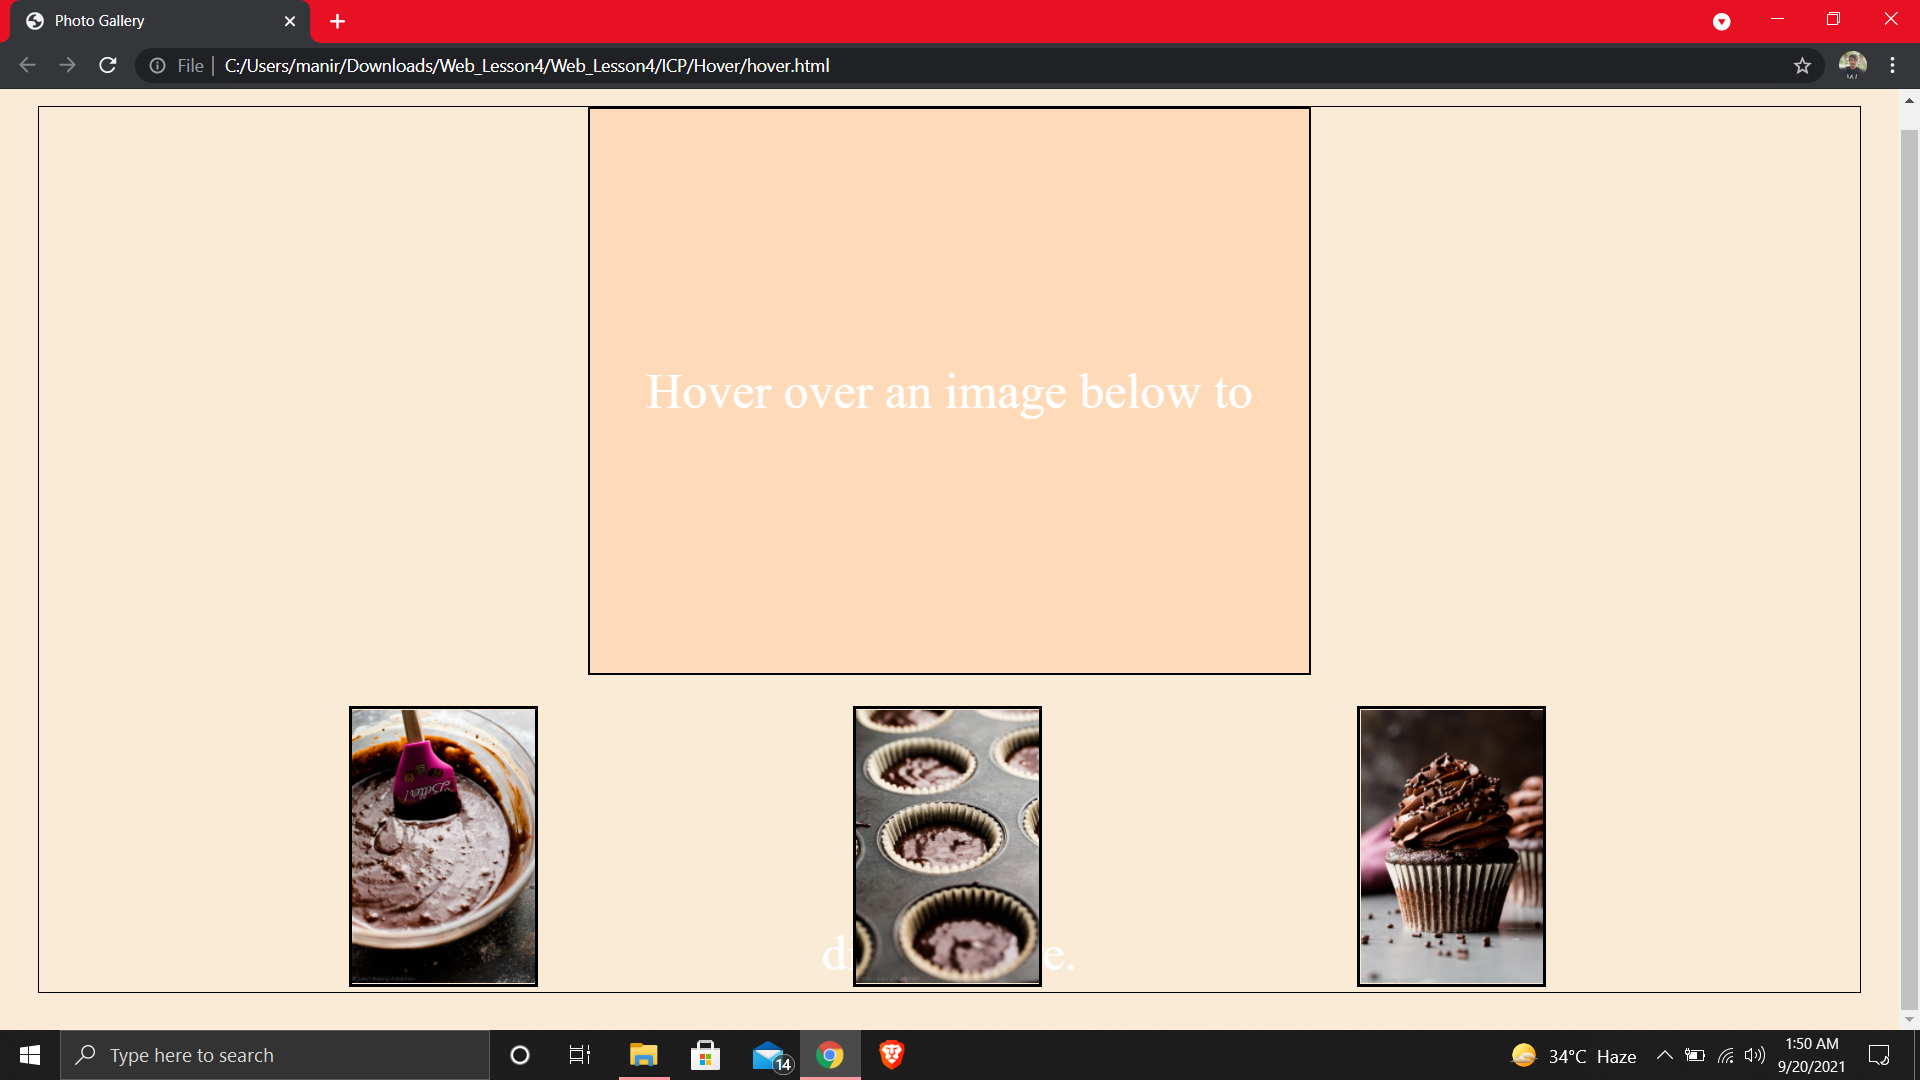 Photo Gallery
File
C:/Users/manir/Downloads/Web_Lesson4/Web_Lesson4/ICP/Hover/hover.html
Hover over an image below to
Type here to search
14
34°C Haze
1:50 AM
9/20/2021